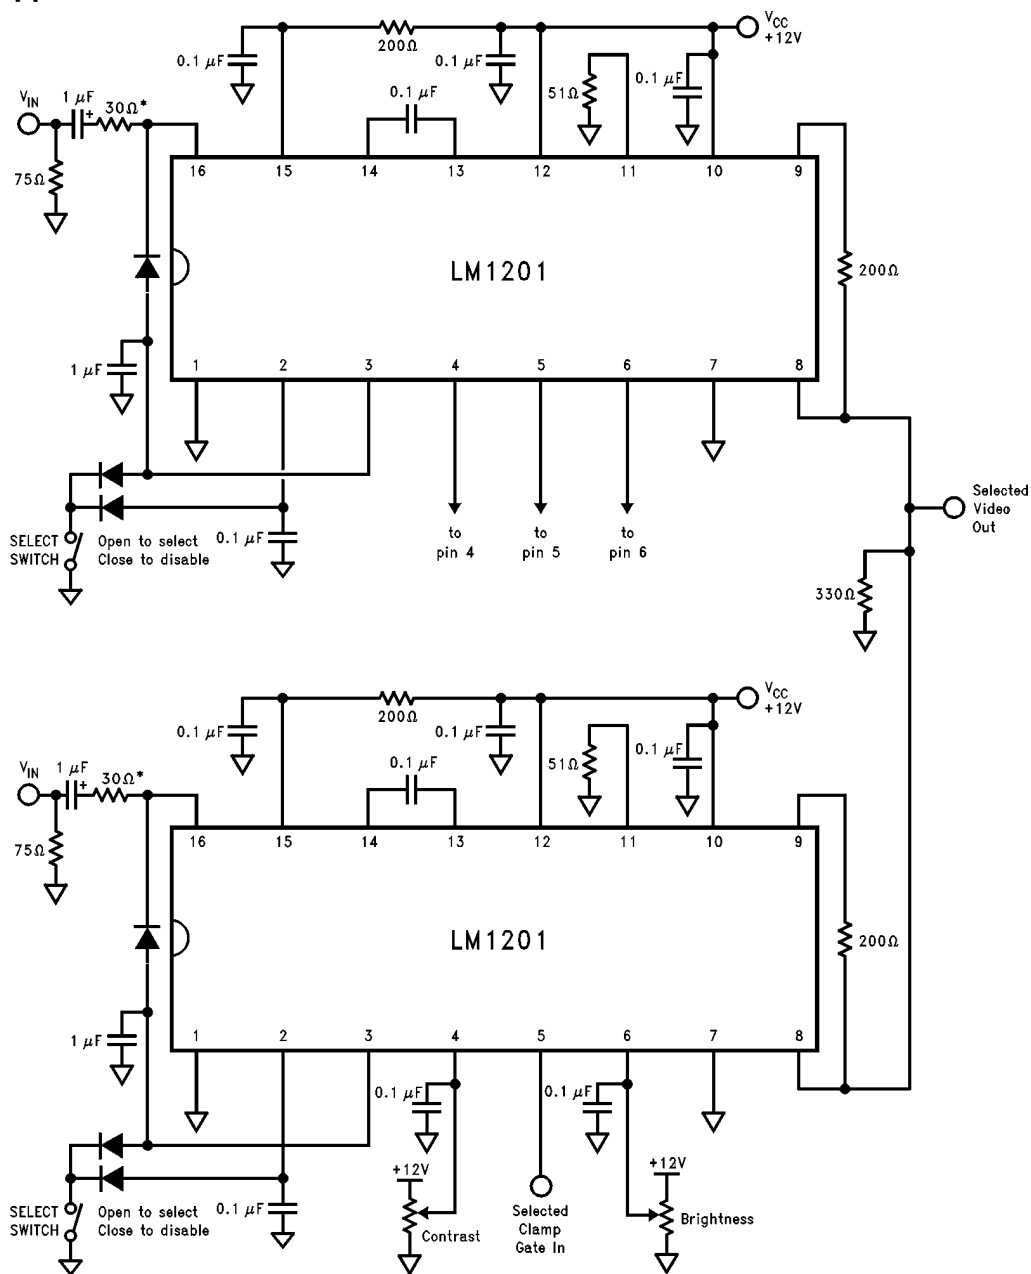 V_CC
+12V
0.1 μF
200Ω
0.1 μF
0.1 μF
51Ω
0.1 μF
V_IN
1 μF
+
30Ω*
75Ω
16
15
14
13
12
11
10
9
LM1201
200Ω
1 μF
1
2
3
4
5
6
7
8
SELECT
SWITCH
Open to select
Close to disable
0.1 μF
to
pin 4
to
pin 5
to
pin 6
Selected
Video
Out
330Ω
V_CC
+12V
0.1 μF
200Ω
0.1 μF
0.1 μF
51Ω
0.1 μF
V_IN
1 μF
+
30Ω*
75Ω
16
15
14
13
12
11
10
9
LM1201
200Ω
1 μF
1
2
3
4
5
6
7
8
0.1 μF
0.1 μF
SELECT
SWITCH
Open to select
Close to disable
0.1 μF
+12V
Contrast
Selected
Clamp
Gate In
+12V
Brightness